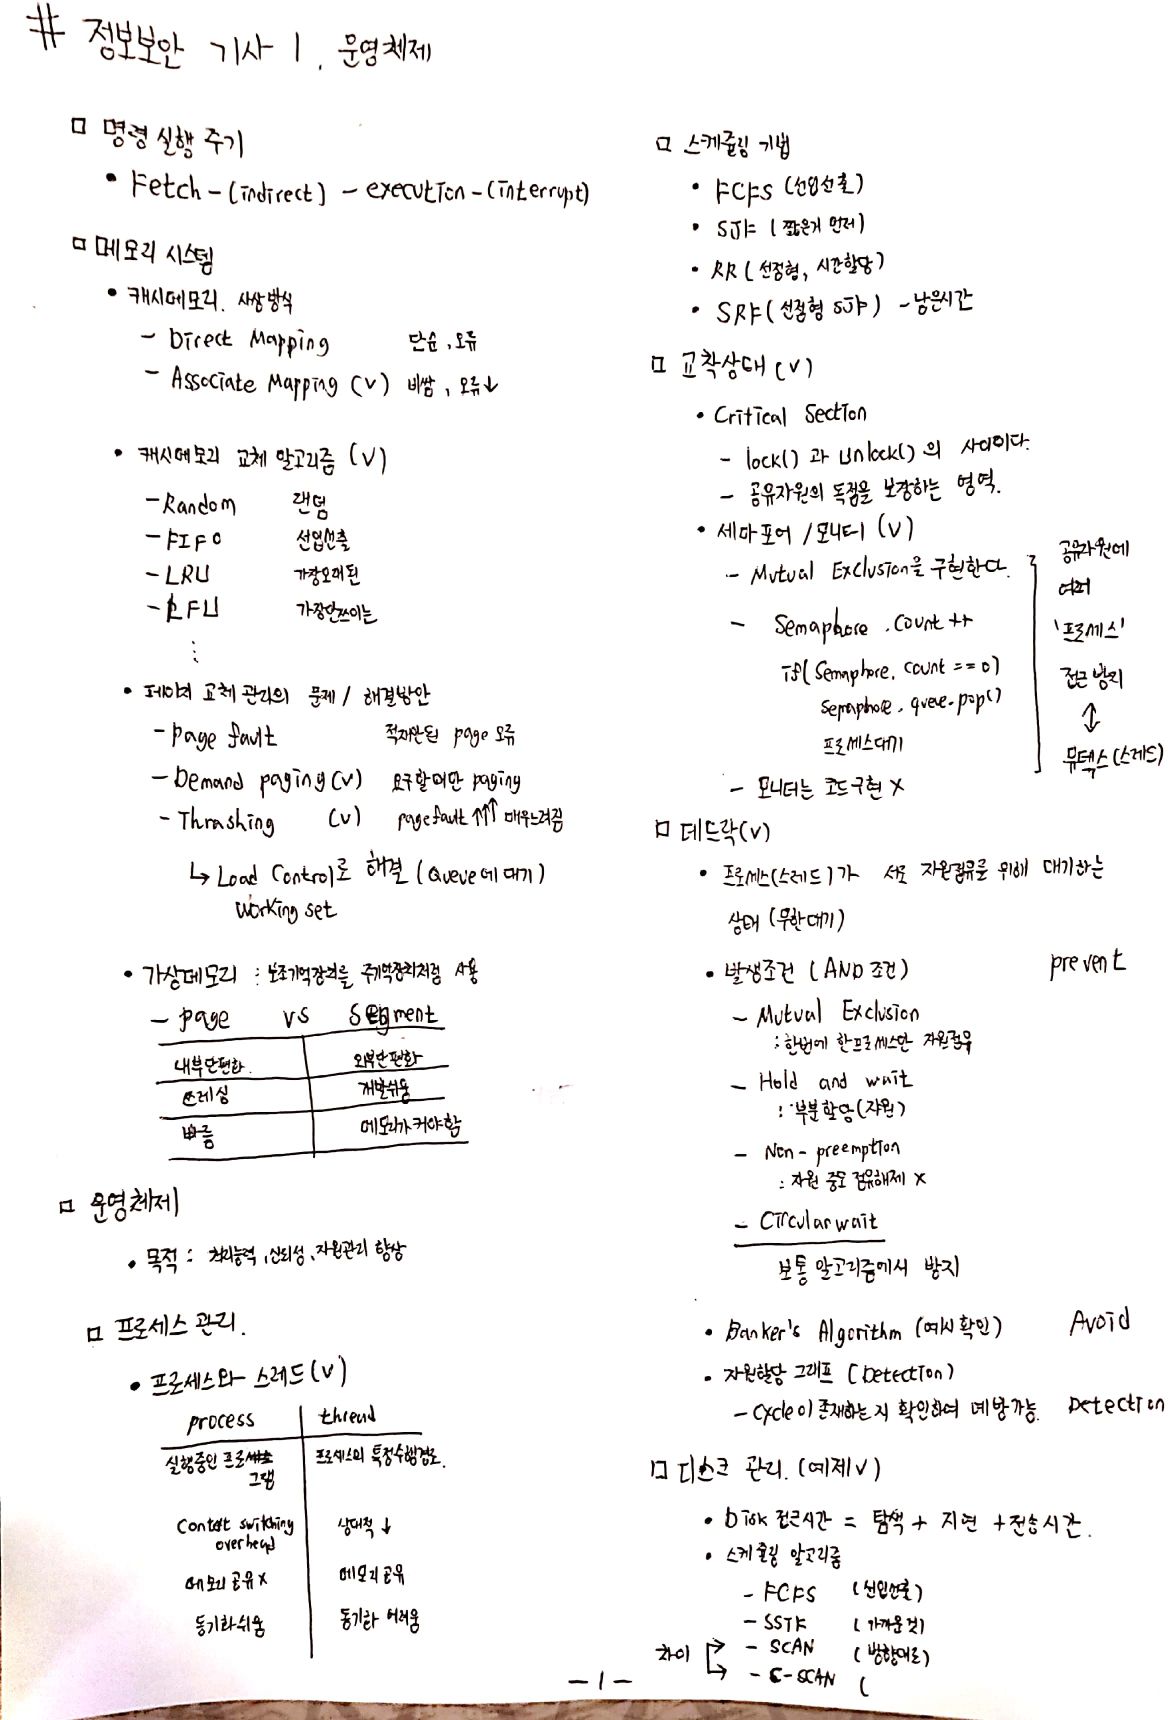 # 정보보안 기사 1. 운영체제
□ 명령 실행 주기
• Fetch - (indirect) - execution - (interrupt)
□ 메모리 시스템
• 캐시메모리. 사상방식
- Direct Mapping 단순, 오류
- Associate Mapping (v) 비쌈, 오류↓
• 캐시메모리 교체 알고리즘 (v)
- Random 랜덤
- FIFO 선입선출
- LRU 가장오래된
- LFU 가장안쓰이는
⋮
• 페이지 교체 관리의 문제 / 해결방안
- page fault 적재안된 page 오류
- Demand paging (v) 요구할때만 paging
- Thrashing (v) page fault ↑↑↑ 매우느려짐
↳ Load Control로 해결 (Queue에 대기)
working set
• 가상메모리 : 보조기억장치를 주기억장치처럼 사용
- page vs Segment
내부단편화. 외부단편화
쓰레싱 개발쉬움
빠름 메모리가커야함
□ 운영체제
• 목적 : 처리능력, 신뢰성, 자원관리 향상
□ 프로세스 관리.
• 프로세스와 스레드 (v)
process thread
실행중인 프로그램 프로세스의 특정수행경로.
Context switching overhead 상대적 ↓
메모리 공유 x 메모리 공유
동기화쉬움 동기화 어려움
□ 스케쥴링 기법
• FCFS (선입선출)
• SJF (짧은거 먼저)
• RR (선점형, 시간할당)
• SRF (선점형 SJF) - 남은시간
□ 교착상태 (v)
• Critical Section
- lock() 과 unlock() 의 사이이다.
- 공유자원의 독점을 보장하는 영역.
• 세마포어 / 모니터 (v)
- Mutual Exclusion을 구현한다.
- Semaphore . count ++
if( Semaphore. count == 0)
semaphore . queue . pop()
프로세스대기
- 모니터는 코드구현 x
공유자원에
여러
'프로세스'
접근 방지
↕
뮤텍스 (스레드)
□ 데드락 (v)
• 프로세스(스레드)가 서로 자원점유를 위해 대기하는
상태 (무한대기)
• 발생조건 (AND 조건) prevent
- Mutual Exclusion
: 한번에 한프로세스만 자원점유
- Hold and wait
: 부분할당 (자원)
- Non - preemption
: 자원 중도 점유해제 x
- Circular wait
보통 알고리즘에서 방지
• Banker's Algorithm (예시 확인) Avoid
• 자원할당 그래프 (Detection)
- Cycle이 존재하는지 확인하여 예방가능. Detection
□ 디스크 관리. (예제 v)
• Disk 접근시간 = 탐색 + 지연 + 전송시간.
• 스케쥴링 알고리즘
- FCFS (선입선출)
- SSTF (가까운것)
차이 - SCAN (방향대로)
- C-SCAN (
- 1 -